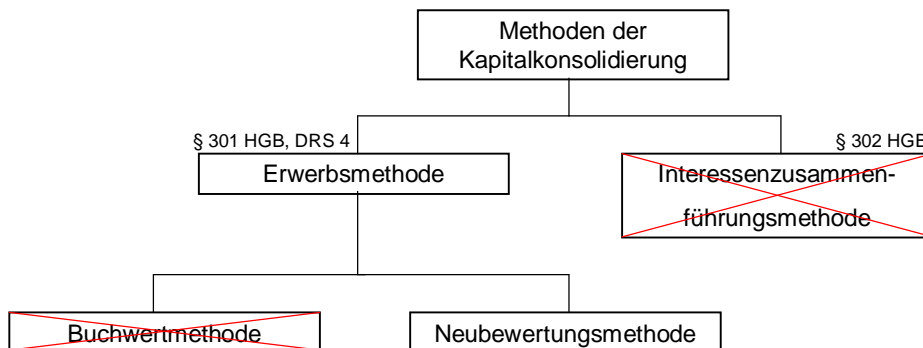 Methoden der
Kapitalkonsolidierung
§ 301 HGB, DRS 4
§ 302 HGB
Erwerbsmethode
Interessenzusammen-
führungsmethode
Buchwertmethode
Neubewertungsmethode